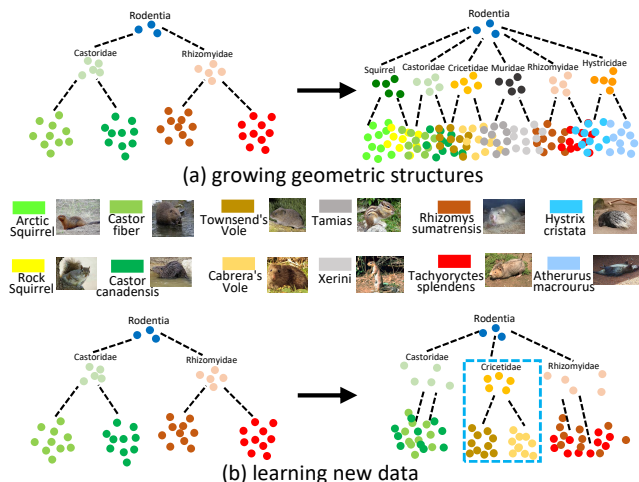 Rodentia
Castoridae
Rhizomyidae
Rodentia
Squirrel
Castoridae
Cricetidae
Muridae
Rhizomyidae
Hystricidae
(a) growing geometric structures
Arctic
Squirrel
Castor
fiber
Townsend's
Vole
Tamias
Rhizomys
sumatrensis
Hystrix
cristata
Rock
Squirrel
Castor
canadensis
Cabrera's
Vole
Xerini
Tachyoryctes
splendens
Atherurus
macrourus
Rodentia
Castoridae
Rhizomyidae
Rodentia
Castoridae
Cricetidae
Rhizomyidae
(b) learning new data